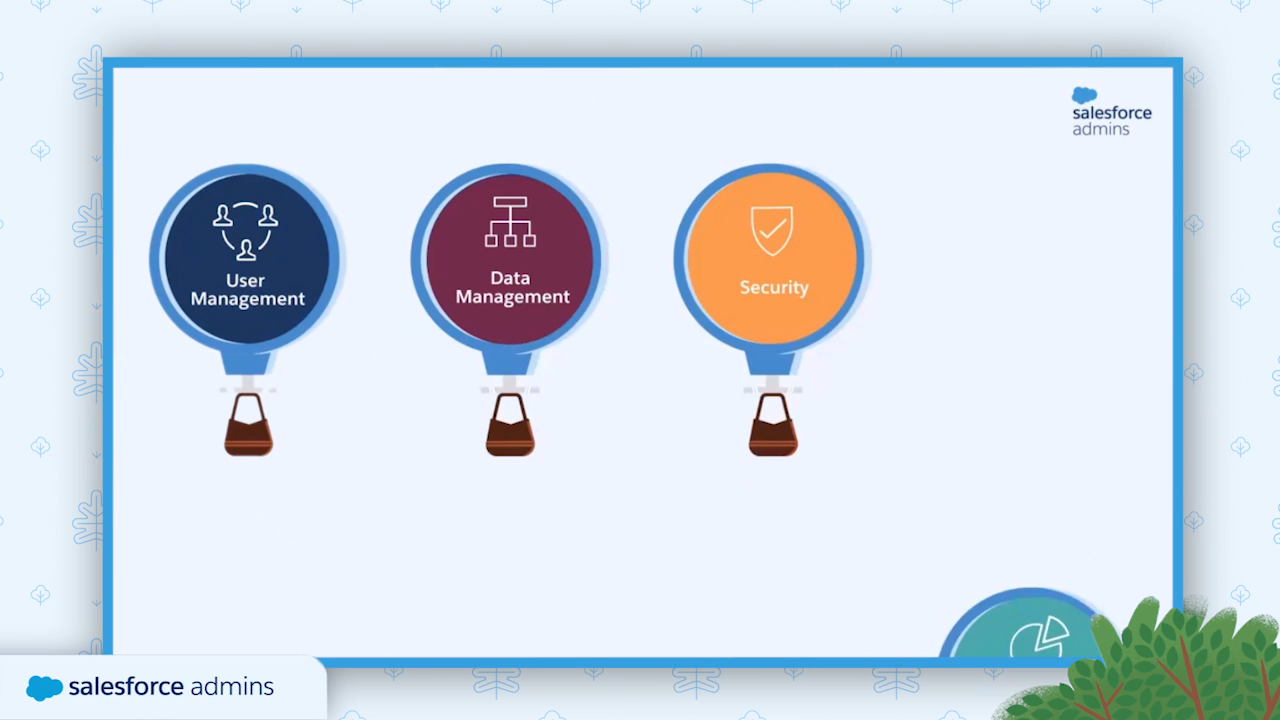 salesforce
admins
User
Management
Data
Management
Security
salesforce admins